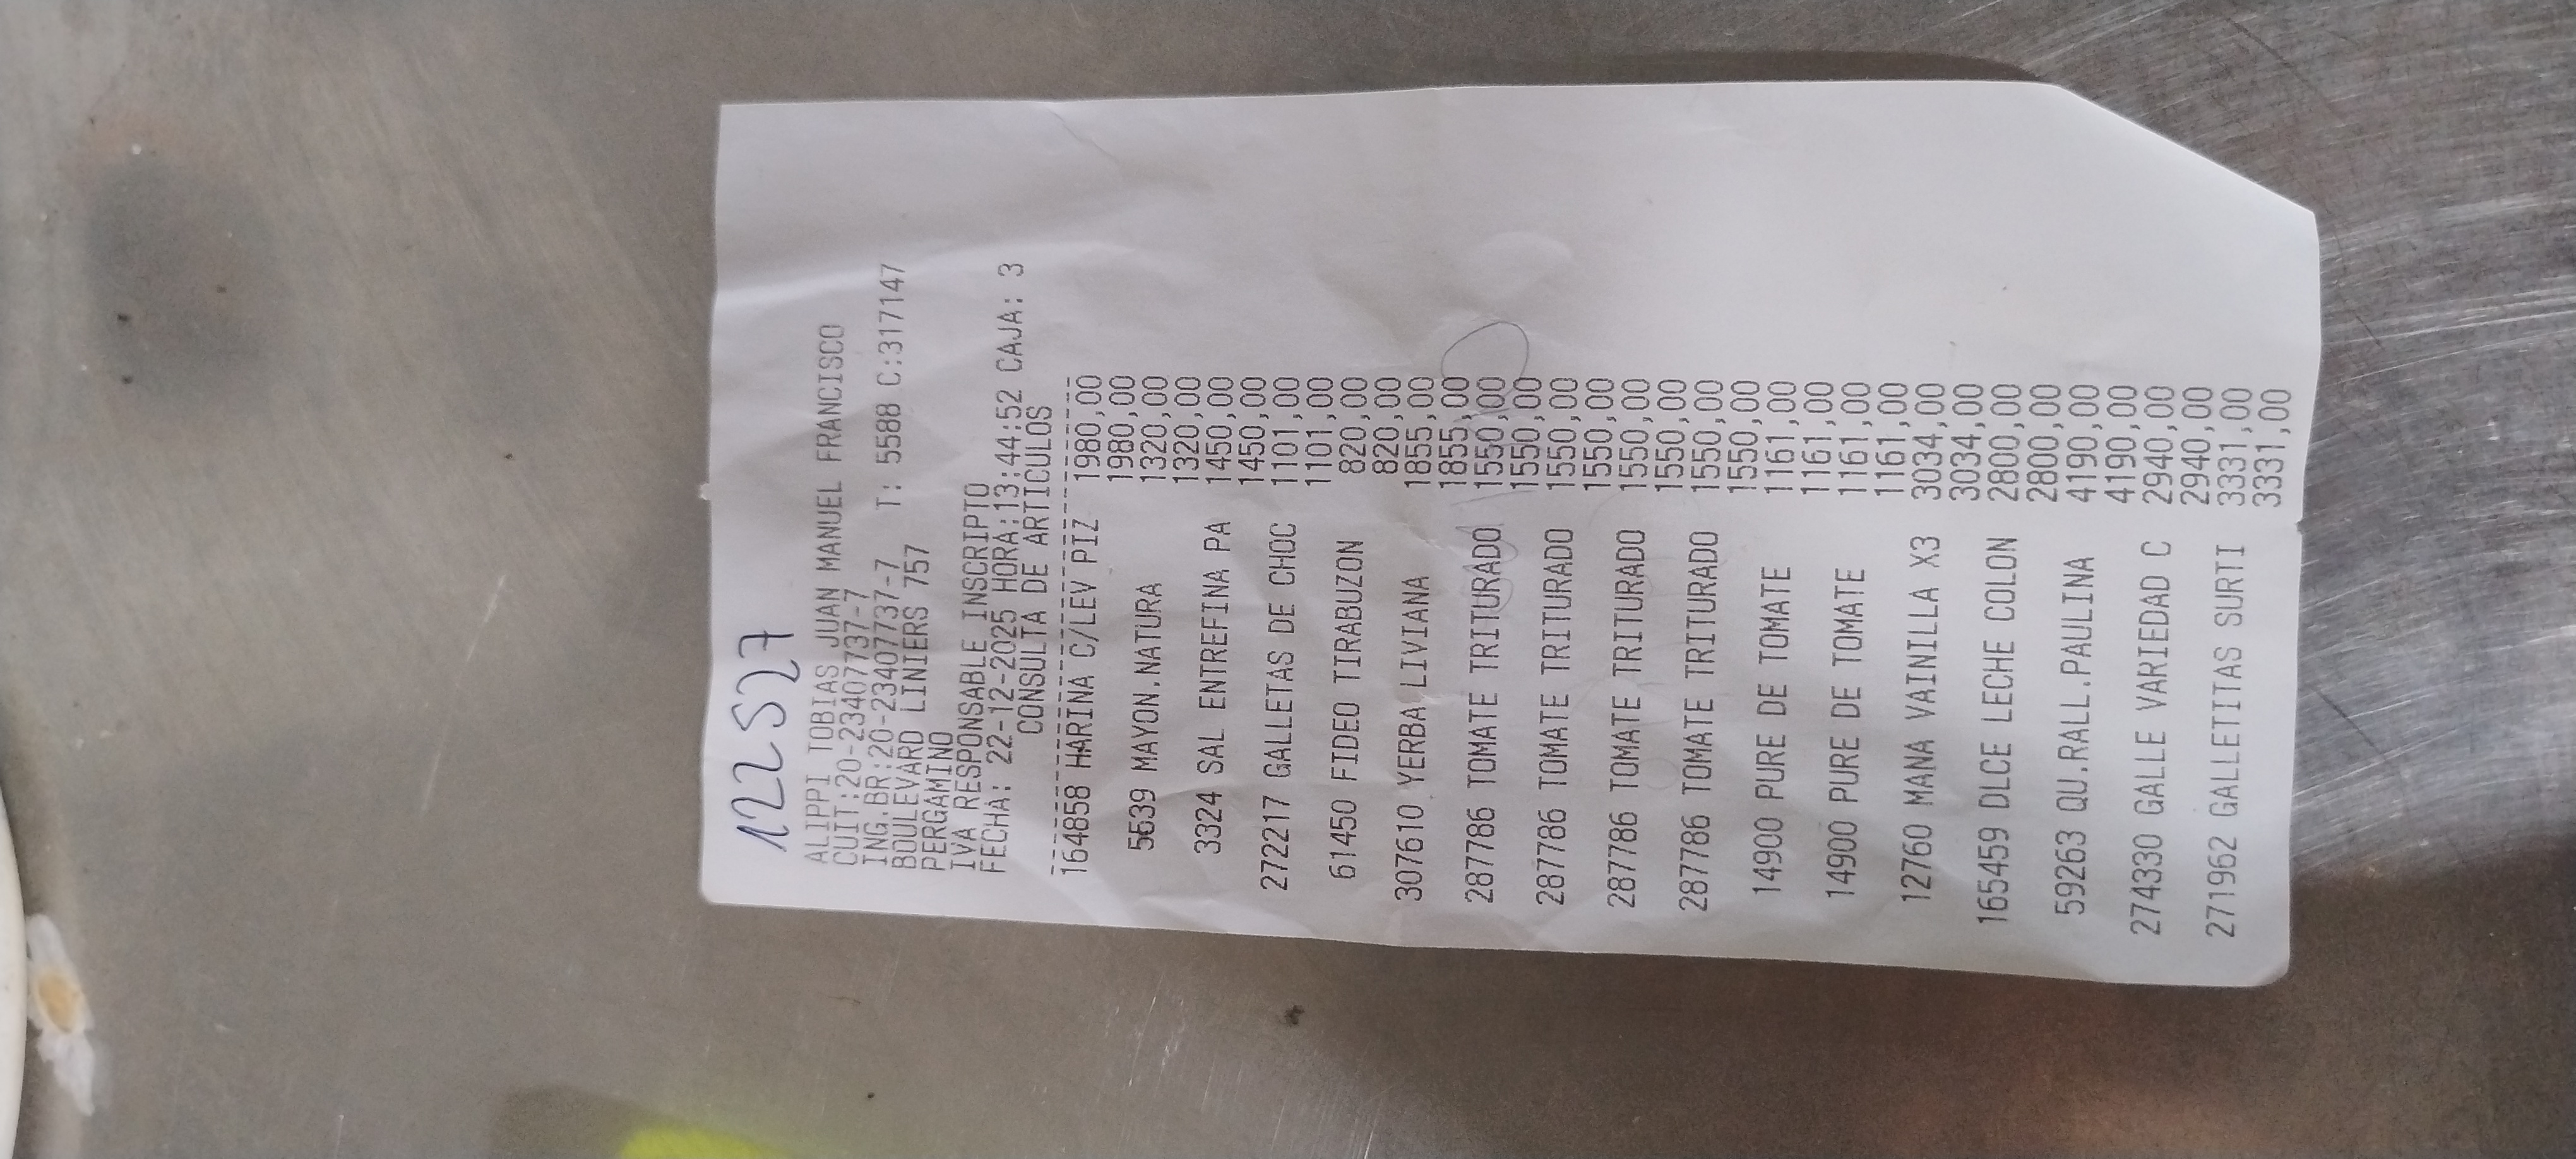 122527
ALIPPI TOBIAS JUAN MANUEL FRANCISCO
CUIT:20-23407737-7
ING.BR:20-23407737-7 T: 5588 C:317147
BOULEVARD LINIERS 757
PERGAMINO
IVA RESPONSABLE INSCRIPTO
FECHA: 22-12-2025 HORA:13:44:52 CAJA: 3
CONSULTA DE ARTICULOS
164858 HARINA C/LEV PIZ 1980,00
1980,00
5639 MAYON.NATURA 1320,00
1320,00
3324 SAL ENTREFINA PA 1450,00
1450,00
272217 GALLETAS DE CHOC 1101,00
1101,00
61450 FIDEO TIRABUZON 820,00
820,00
307610 YERBA LIVIANA 1855,00
1855,00
287786 TOMATE TRITURADO 1550,00
1550,00
287786 TOMATE TRITURADO 1550,00
1550,00
287786 TOMATE TRITURADO 1550,00
1550,00
287786 TOMATE TRITURADO 1550,00
1550,00
14900 PURE DE TOMATE 1161,00
1161,00
14900 PURE DE TOMATE 1161,00
1161,00
12760 MANA VAINILLA X3 3034,00
3034,00
165459 DLCE LECHE COLON 2800,00
2800,00
59263 QU.RALL.PAULINA 4190,00
4190,00
274330 GALLE VARIEDAD C 2940,00
2940,00
271962 GALLETITAS SURTI 3331,00
3331,00